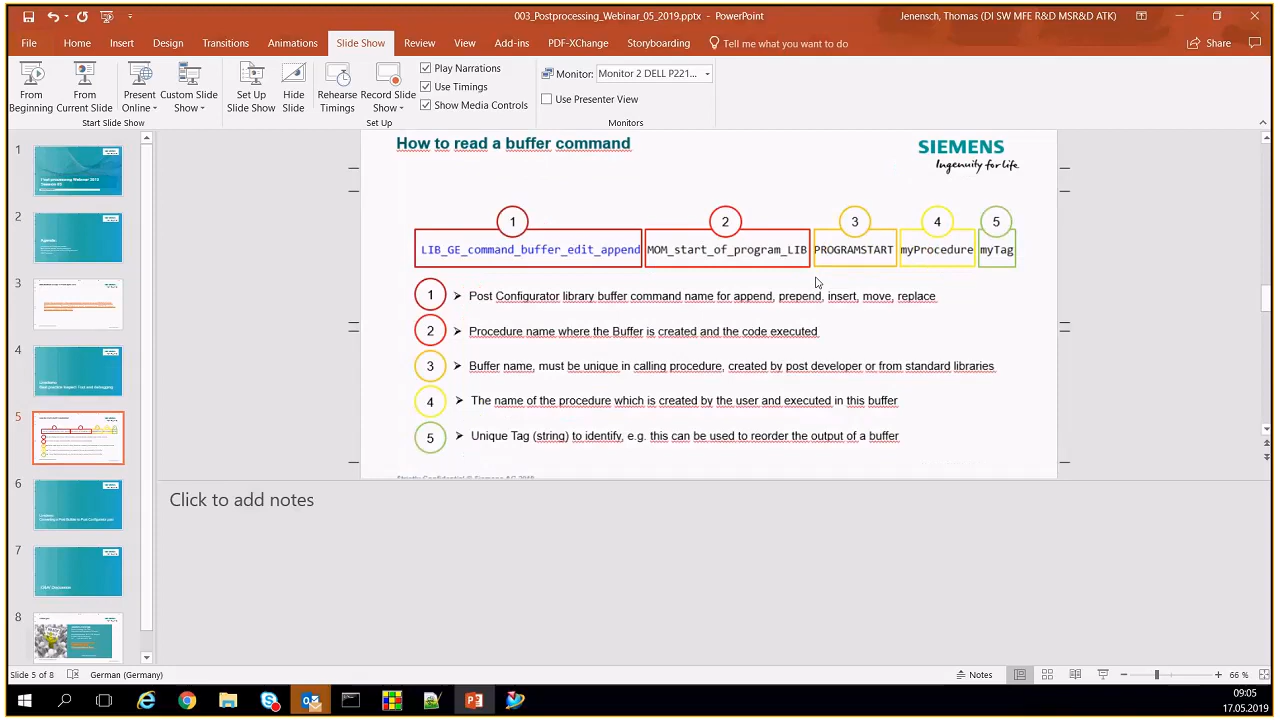 003_Postprocessing_Webinar_05_2019.pptx - PowerPoint
Jenensch, Thomas (DI SW MFE R&D MSR&D ATK)
File Home Insert Design Transitions Animations Slide Show Review View Add-ins PDF-XChange Storyboarding Tell me what you want to do Share
From Beginning
From Current Slide
Present Online
Custom Slide Show
Start Slide Show
Set Up Slide Show
Hide Slide
Rehearse Timings
Record Slide Show
Play Narrations
Use Timings
Show Media Controls
Set Up
Monitor: Monitor 2 DELL P221...
Use Presenter View
Monitors
1
2
3
4
5
6
7
8
How to read a buffer command
SIEMENS
Ingenuity for life
1 2 3 4 5
LIB_GE_command_buffer_edit_append MOM_start_of_program_LIB PROGRAMSTART myProcedure myTag
1 ➤ Post Configurator library buffer command name for append, prepend, insert, move, replace
2 ➤ Procedure name where the Buffer is created and the code executed
3 ➤ Buffer name, must be unique in calling procedure, created by post developer or from standard libraries
4 ➤ The name of the procedure which is created by the user and executed in this buffer
5 ➤ Unique Tag (string) to identify, e.g. this can be used to reorder the output of a buffer
Click to add notes
Slide 5 of 8 German (Germany) Notes 66 %
09:05
17.05.2019